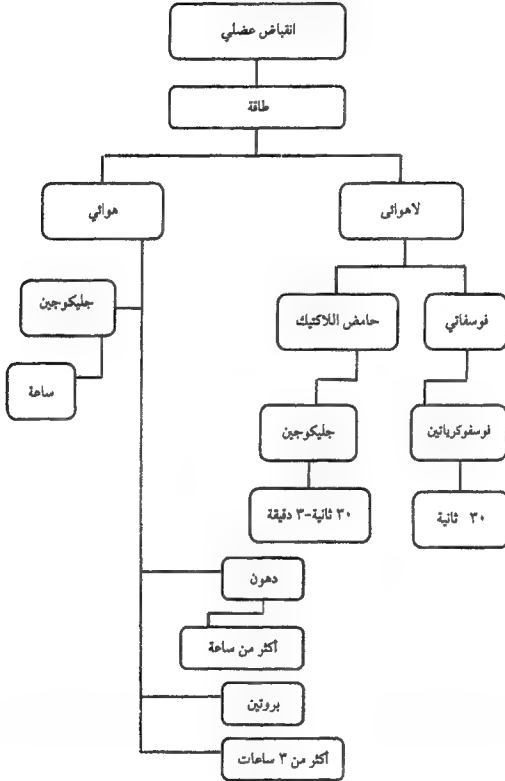 انقباض عضلي
طاقة
لاهوائى
هوائي
فوسفاتي
حامض اللاكتيك
جليكوجين
ساعة
فوسفوكرياتين
جليكوجين
٣٠ ثانية
٣٠ ثانية-٣ دقيقة
دهون
أكثر من ساعة
بروتين
أكثر من ٣ ساعات